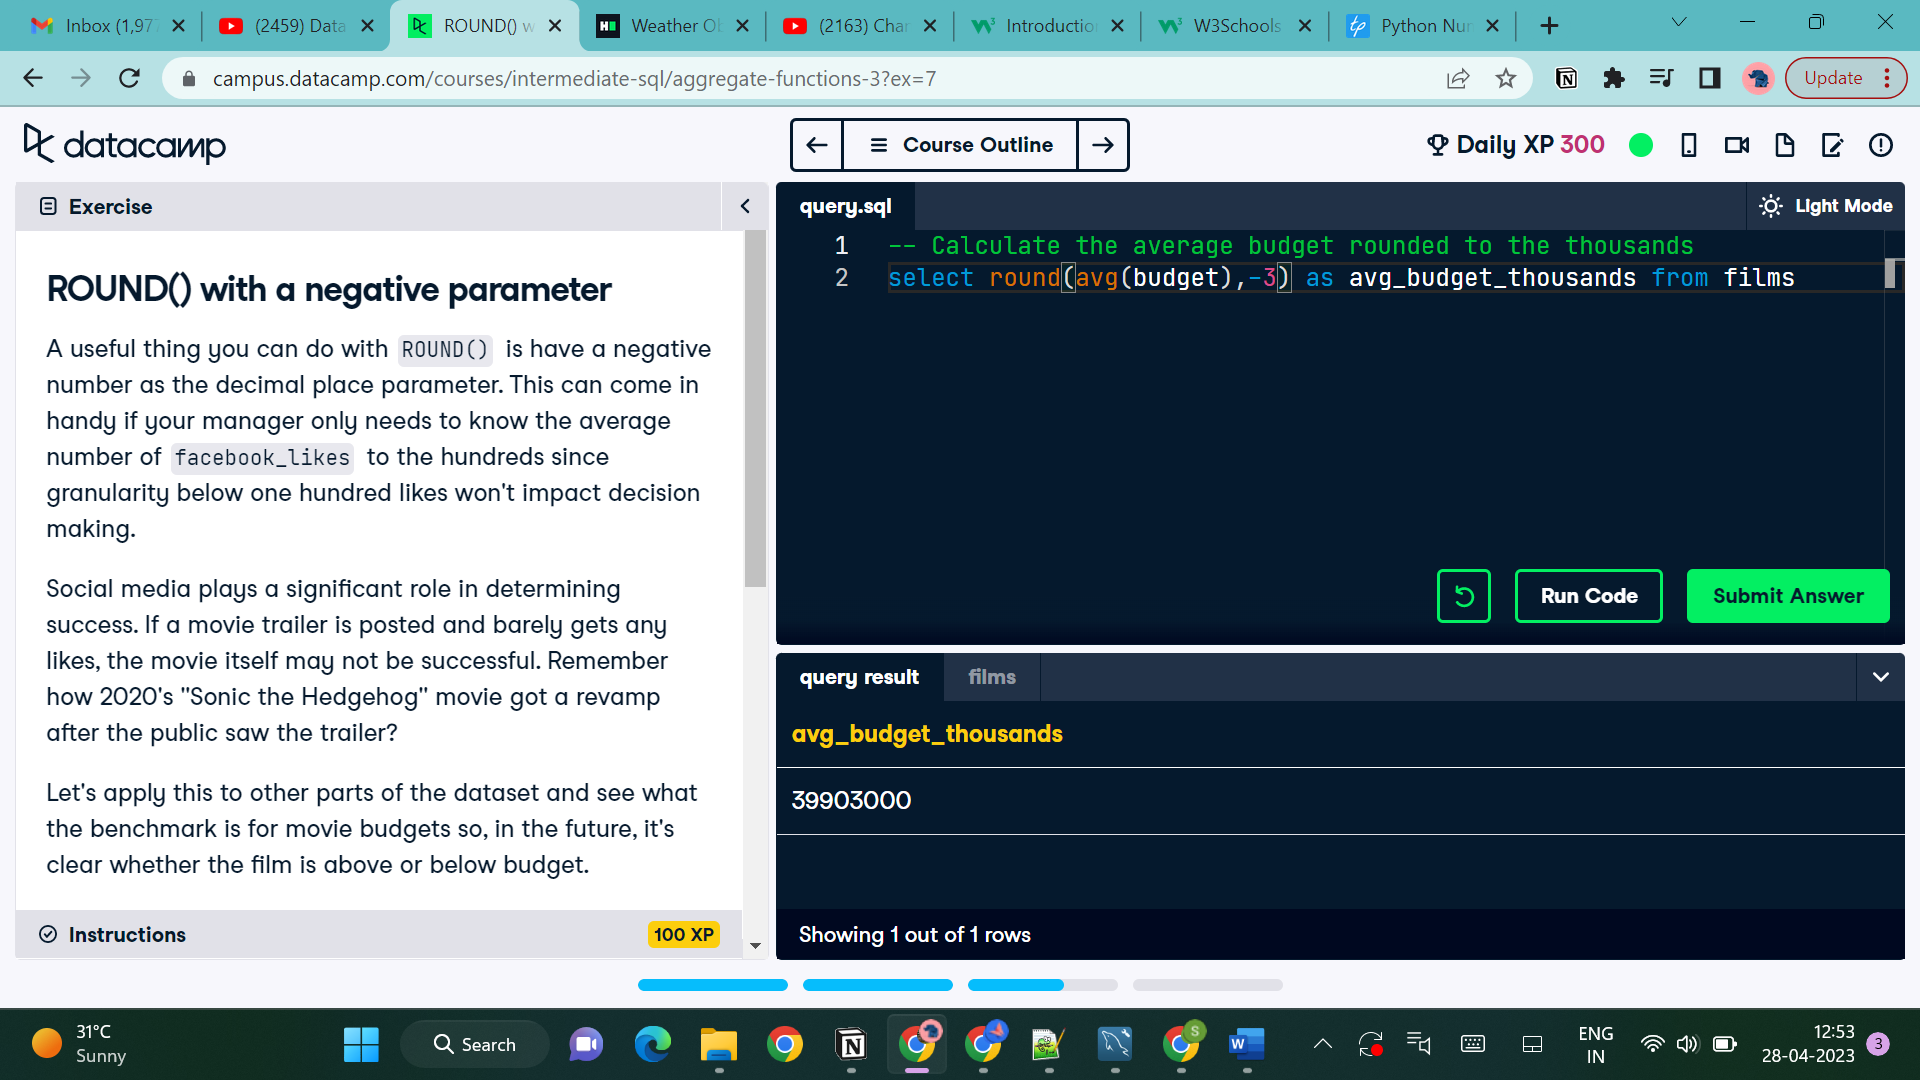 Inbox (1,977
(2459) Data
ROUND() w
Weather Ob
(2163) Char
Introduction
W3Schools
Python Nu
campus.datacamp.com/courses/intermediate-sql/aggregate-functions-3?ex=7
Update
datacamp
Course Outline
Daily XP 300
Exercise
ROUND() with a negative parameter
A useful thing you can do with ROUND() is have a negative
number as the decimal place parameter. This can come in
handy if your manager only needs to know the average
number of facebook_likes to the hundreds since
granularity below one hundred likes won't impact decision
making.
Social media plays a significant role in determining
success. If a movie trailer is posted and barely gets any
likes, the movie itself may not be successful. Remember
how 2020's "Sonic the Hedgehog" movie got a revamp
after the public saw the trailer?
Let's apply this to other parts of the dataset and see what
the benchmark is for movie budgets so, in the future, it's
clear whether the film is above or below budget.
Instructions
100 XP
query.sql
Light Mode
1 -- Calculate the average budget rounded to the thousands
2 select round(avg(budget),-3) as avg_budget_thousands from films
Run Code
Submit Answer
query result
films
avg_budget_thousands
39903000
Showing 1 out of 1 rows
31°C
Sunny
Search
S
ENG
IN
12:53
28-04-2023
3